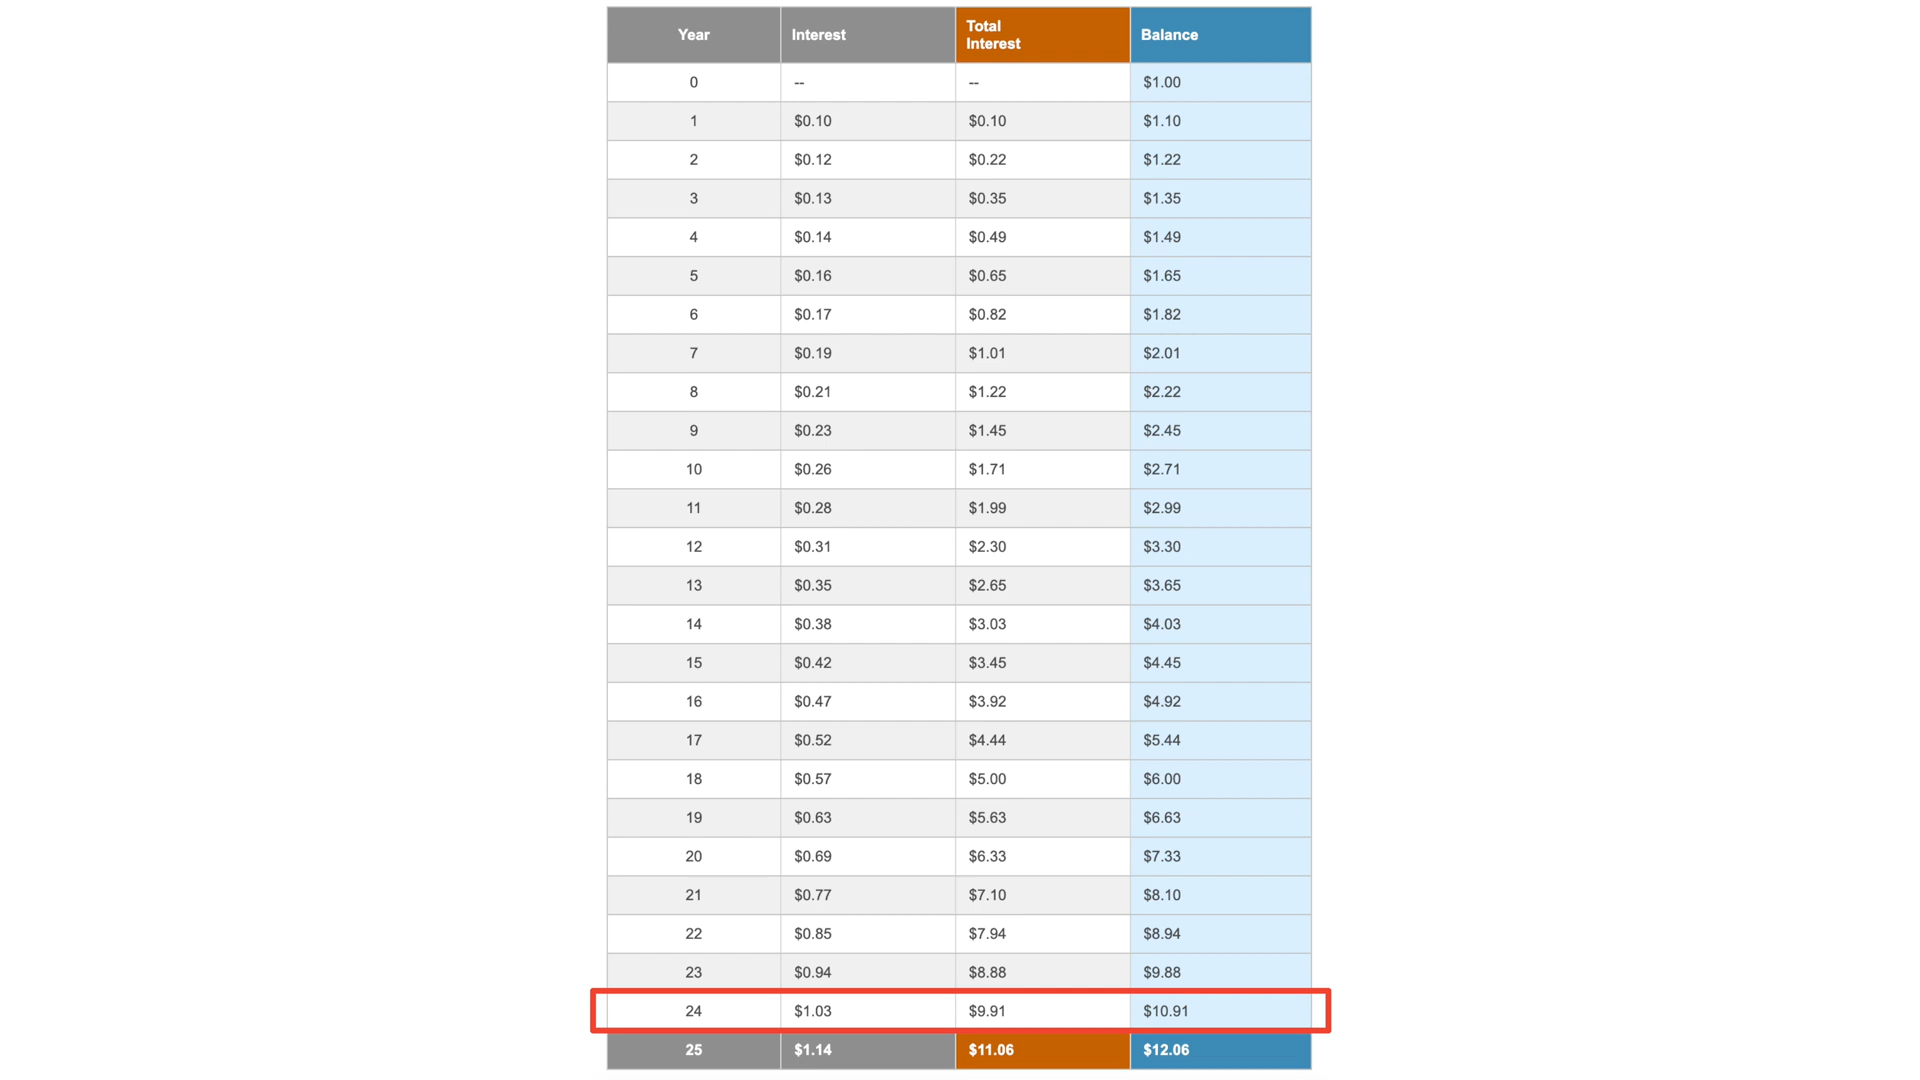 Year Interest Total Interest Balance
0 -- -- $1.00
1 $0.10 $0.10 $1.10
2 $0.12 $0.22 $1.22
3 $0.13 $0.35 $1.35
4 $0.14 $0.49 $1.49
5 $0.16 $0.65 $1.65
6 $0.17 $0.82 $1.82
7 $0.19 $1.01 $2.01
8 $0.21 $1.22 $2.22
9 $0.23 $1.45 $2.45
10 $0.26 $1.71 $2.71
11 $0.28 $1.99 $2.99
12 $0.31 $2.30 $3.30
13 $0.35 $2.65 $3.65
14 $0.38 $3.03 $4.03
15 $0.42 $3.45 $4.45
16 $0.47 $3.92 $4.92
17 $0.52 $4.44 $5.44
18 $0.57 $5.00 $6.00
19 $0.63 $5.63 $6.63
20 $0.69 $6.33 $7.33
21 $0.77 $7.10 $8.10
22 $0.85 $7.94 $8.94
23 $0.94 $8.88 $9.88
24 $1.03 $9.91 $10.91
25 $1.14 $11.06 $12.06